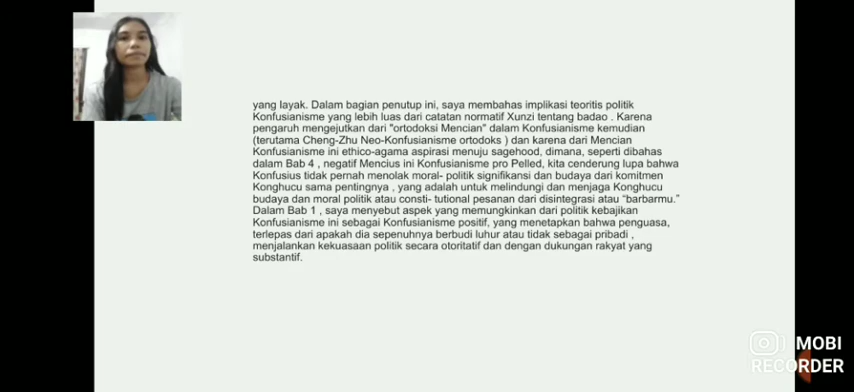 yang layak. Dalam bagian penutup ini, saya membahas implikasi teoritis politik
Konfusianisme yang lebih luas dari catatan normatif Xunzi tentang badao . Karena
pengaruh mengejutkan dari "ortodoksi Mencian" dalam Konfusianisme kemudian
(terutama Cheng-Zhu Neo-Konfusianisme ortodoks ) dan karena dari Mencian
Konfusianisme ini ethico-agama aspirasi menuju sagehood, dimana, seperti dibahas
dalam Bab 4 , negatif Mencius ini Konfusianisme pro Pelled, kita cenderung lupa bahwa
Konfusius tidak pernah menolak moral- politik signifikansi dan budaya dari komitmen
Konghucu sama pentingnya , yang adalah untuk melindungi dan menjaga Konghucu
budaya dan moral politik atau consti- tutional pesanan dari disintegrasi atau “barbarmu.”
Dalam Bab 1 , saya menyebut aspek yang memungkinkan dari politik kebajikan
Konfusianisme ini sebagai Konfusianisme positif, yang menetapkan bahwa penguasa,
terlepas dari apakah dia sepenuhnya berbudi luhur atau tidak sebagai pribadi ,
menjalankan kekuasaan politik secara otoritatif dan dengan dukungan rakyat yang
substantif.
MOBI
RECORDER